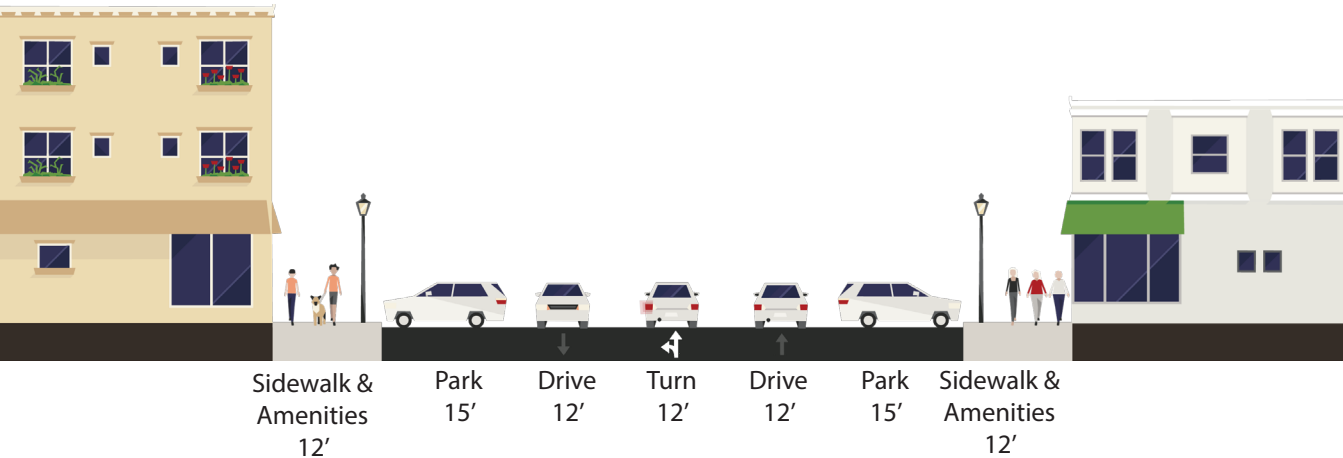 Sidewalk &
Amenities
12’
Park
15’
Drive
12’
Turn
12’
Drive
12’
Park
15’
Sidewalk &
Amenities
12’